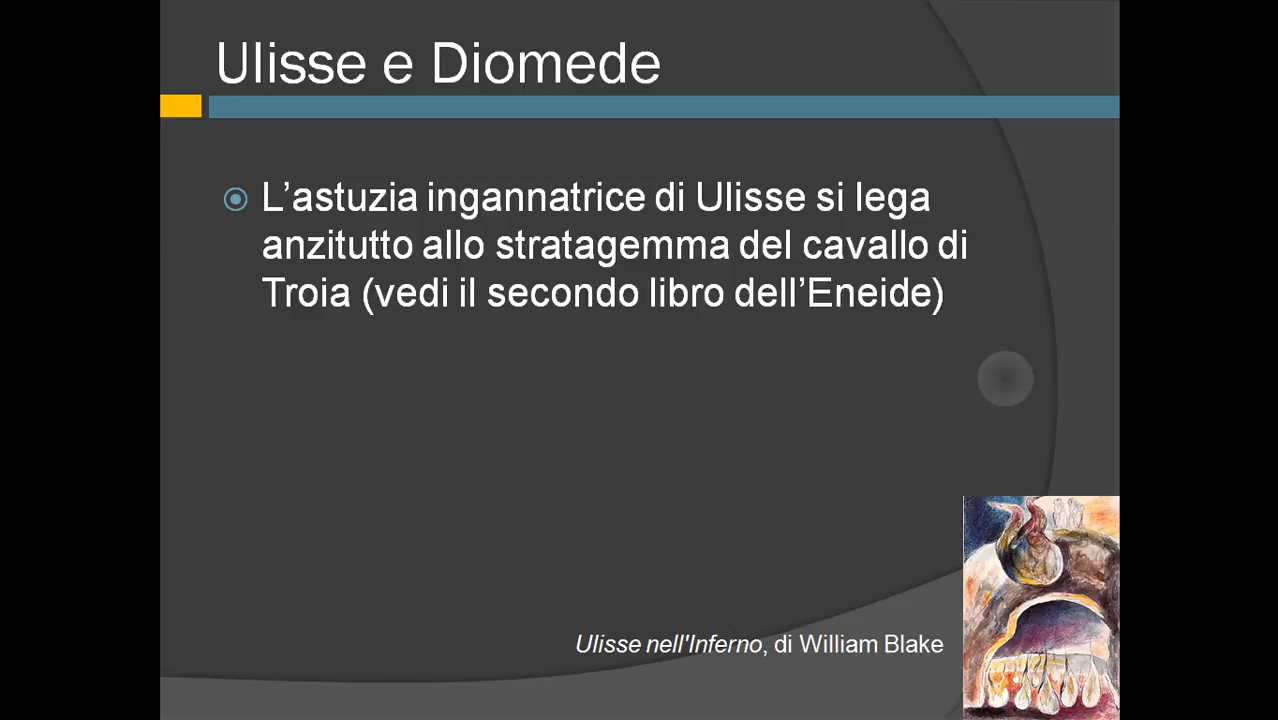 Ulisse e Diomede
L’astuzia ingannatrice di Ulisse si lega
anzitutto allo stratagemma del cavallo di
Troia (vedi il secondo libro dell’Eneide)
Ulisse nell'Inferno, di William Blake